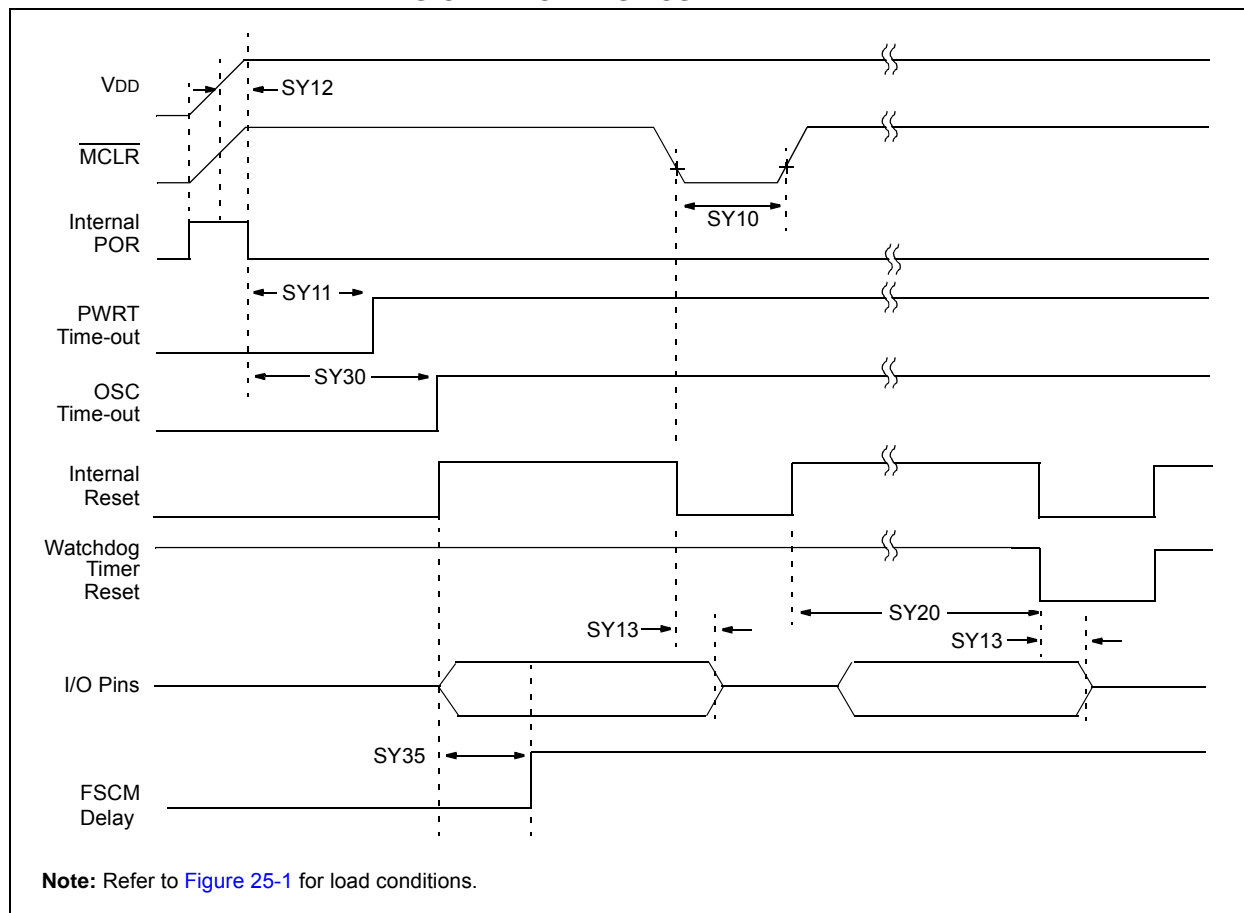 VDD
SY12
MCLR
SY10
Internal
POR
SY11
PWRT
Time-out
SY30
OSC
Time-out
Internal
Reset
Watchdog
Timer
Reset
SY20
SY13
SY13
I/O Pins
SY35
FSCM
Delay
Note: Refer to Figure 25-1 for load conditions.